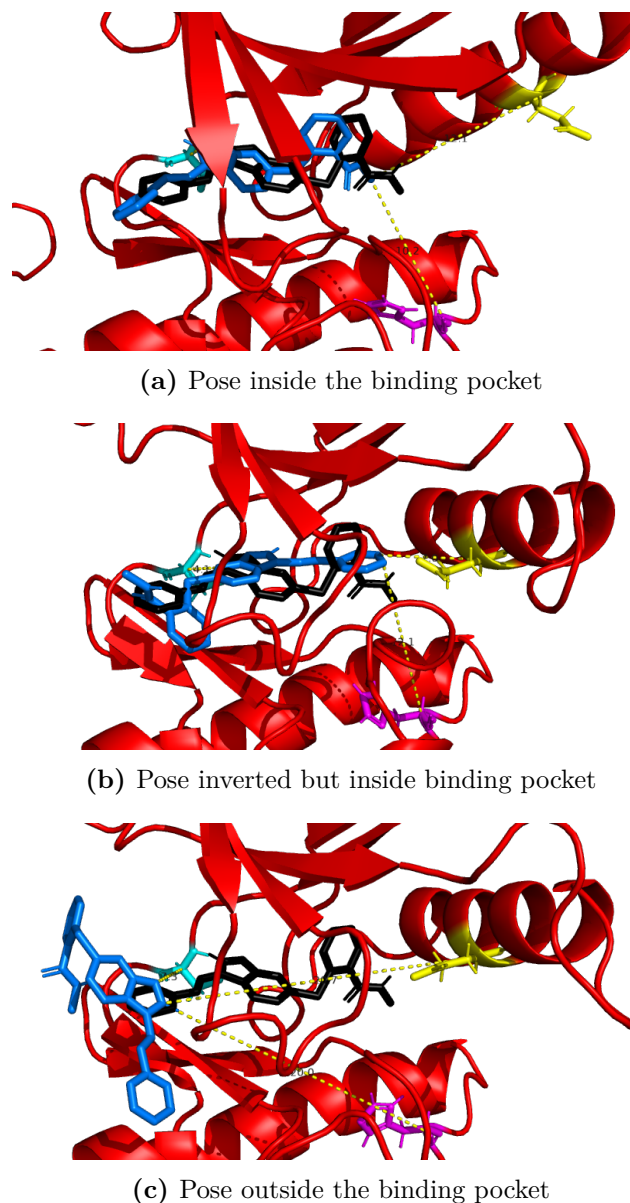 (a) Pose inside the binding pocket
(b) Pose inverted but inside binding pocket
(c) Pose outside the binding pocket